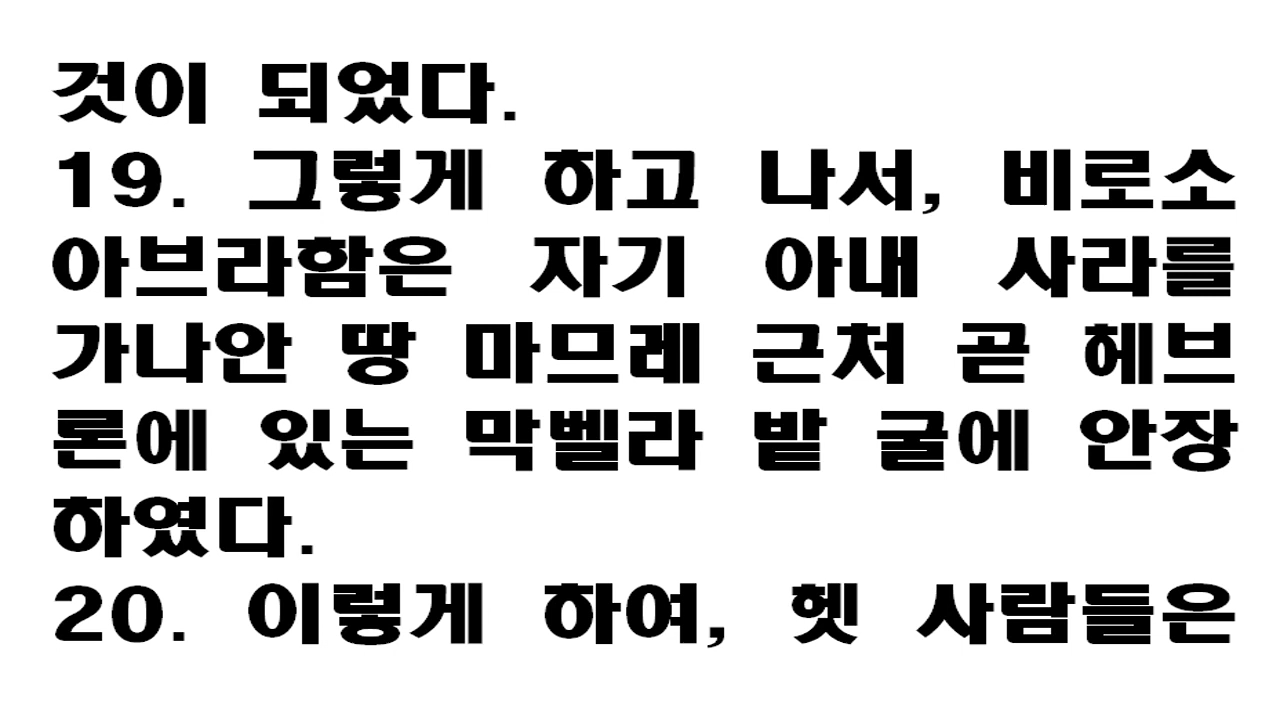 것이 되었다.
19. 그렇게 하고 나서, 비로소
아브라함은 자기 아내 사라를
가나안 땅 마므레 근처 곧 헤브
론에 있는 막벨라 밭 굴에 안장
하였다.
20. 이렇게 하여, 헷 사람들은